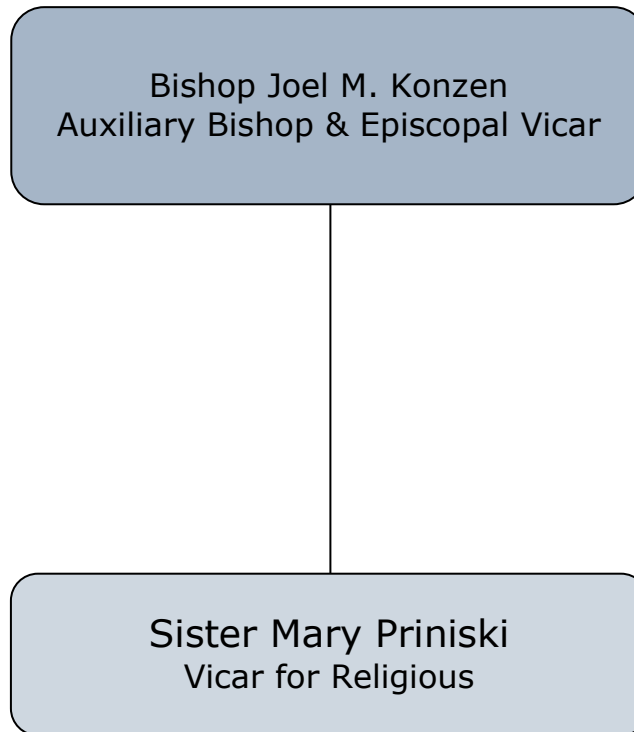 Bishop Joel M. Konzen
Auxiliary Bishop & Episcopal Vicar
Sister Mary Priniski
Vicar for Religious